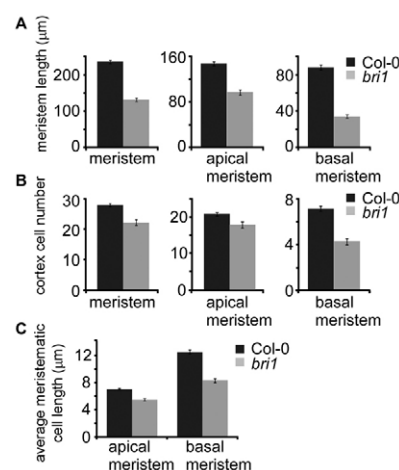 A
meristem length (μm)
200
100
0
meristem
160
80
0
apical
meristem
80
40
0
basal
meristem
Col-0
bri1
B
cortex cell number
30
20
10
0
meristem
20
10
0
apical
meristem
8
4
0
basal
meristem
Col-0
bri1
C
average meristematic
cell length (μm)
12
8
4
0
apical
meristem
basal
meristem
Col-0
bri1